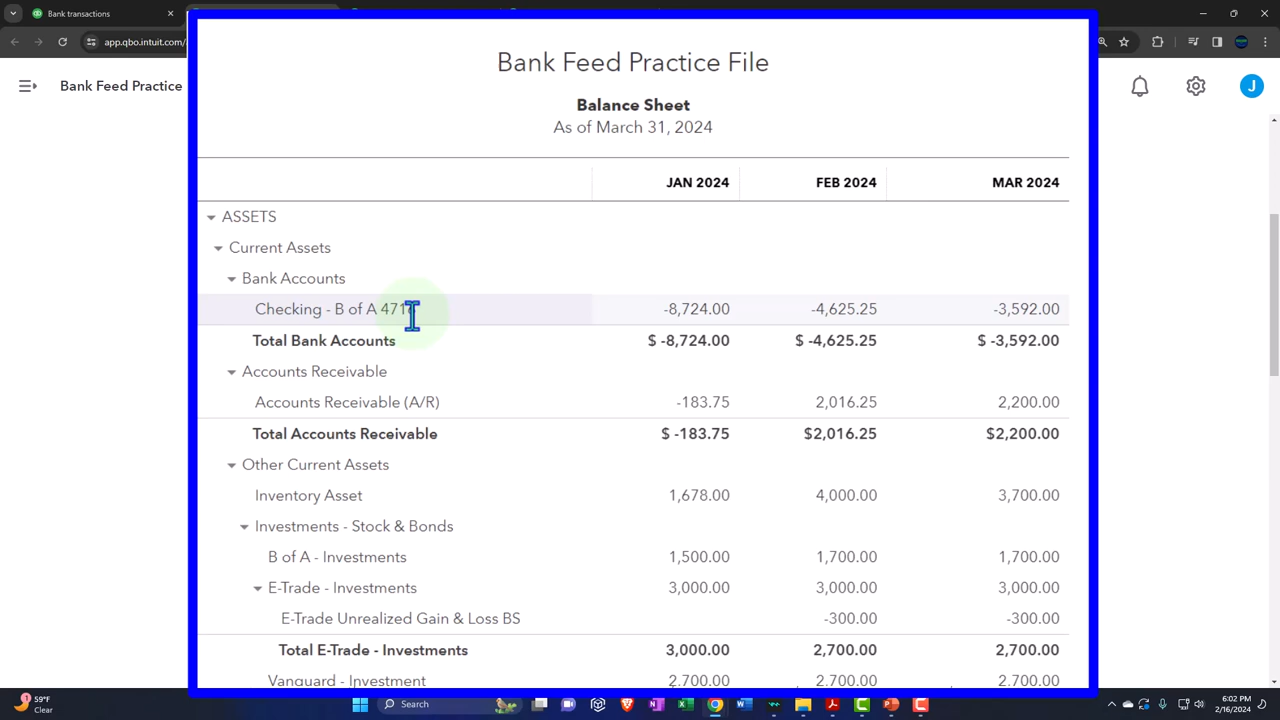 Bank transa
app.qbo.intuit.com/
Bank Feed Practice
J
Bank Feed Practice File
Balance Sheet
As of March 31, 2024
JAN 2024 FEB 2024 MAR 2024
ASSETS
Current Assets
Bank Accounts
Checking - B of A 4716 -8,724.00 -4,625.25 -3,592.00
Total Bank Accounts $ -8,724.00 $ -4,625.25 $ -3,592.00
Accounts Receivable
Accounts Receivable (A/R) -183.75 2,016.25 2,200.00
Total Accounts Receivable $ -183.75 $2,016.25 $2,200.00
Other Current Assets
Inventory Asset 1,678.00 4,000.00 3,700.00
Investments - Stock & Bonds
B of A - Investments 1,500.00 1,700.00 1,700.00
E-Trade - Investments 3,000.00 3,000.00 3,000.00
E-Trade Unrealized Gain & Loss BS -300.00 -300.00
Total E-Trade - Investments 3,000.00 2,700.00 2,700.00
Vanguard - Investment 2,700.00 2,700.00 2,700.00
59°F
Clear
Search
6:02 PM